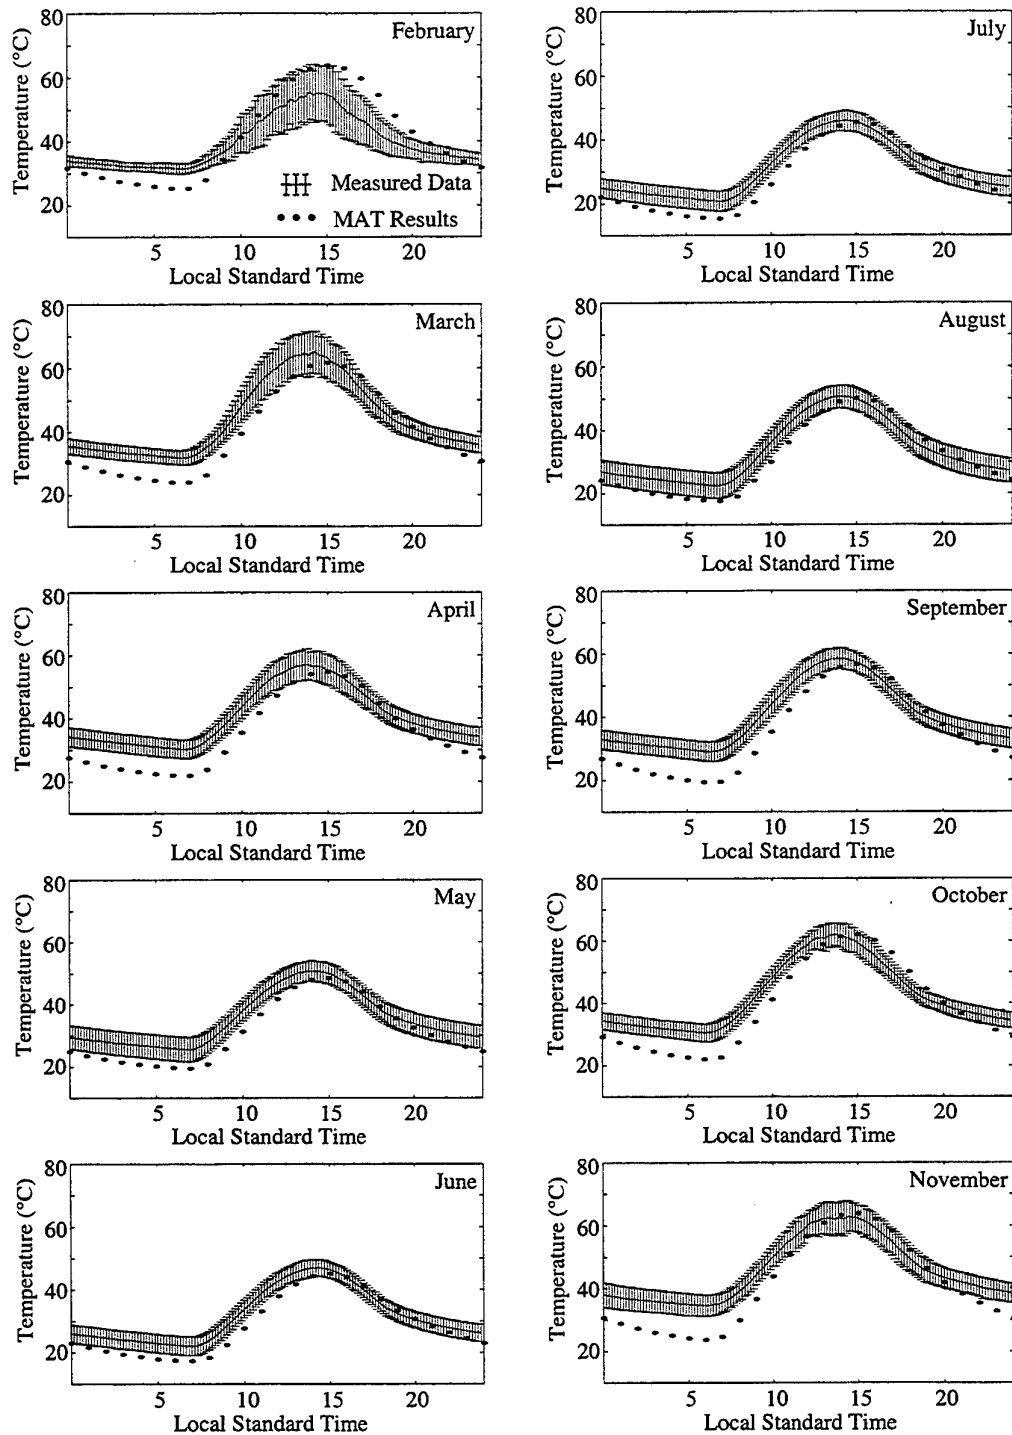 80
60
40
20
Temperature (°C)
February
Measured Data
MAT Results
5 10 15 20
Local Standard Time
80
60
40
20
Temperature (°C)
July
5 10 15 20
Local Standard Time
80
60
40
20
Temperature (°C)
March
5 10 15 20
Local Standard Time
80
60
40
20
Temperature (°C)
August
5 10 15 20
Local Standard Time
80
60
40
20
Temperature (°C)
April
5 10 15 20
Local Standard Time
80
60
40
20
Temperature (°C)
September
5 10 15 20
Local Standard Time
80
60
40
20
Temperature (°C)
May
5 10 15 20
Local Standard Time
80
60
40
20
Temperature (°C)
October
5 10 15 20
Local Standard Time
80
60
40
20
Temperature (°C)
June
5 10 15 20
Local Standard Time
80
60
40
20
Temperature (°C)
November
5 10 15 20
Local Standard Time